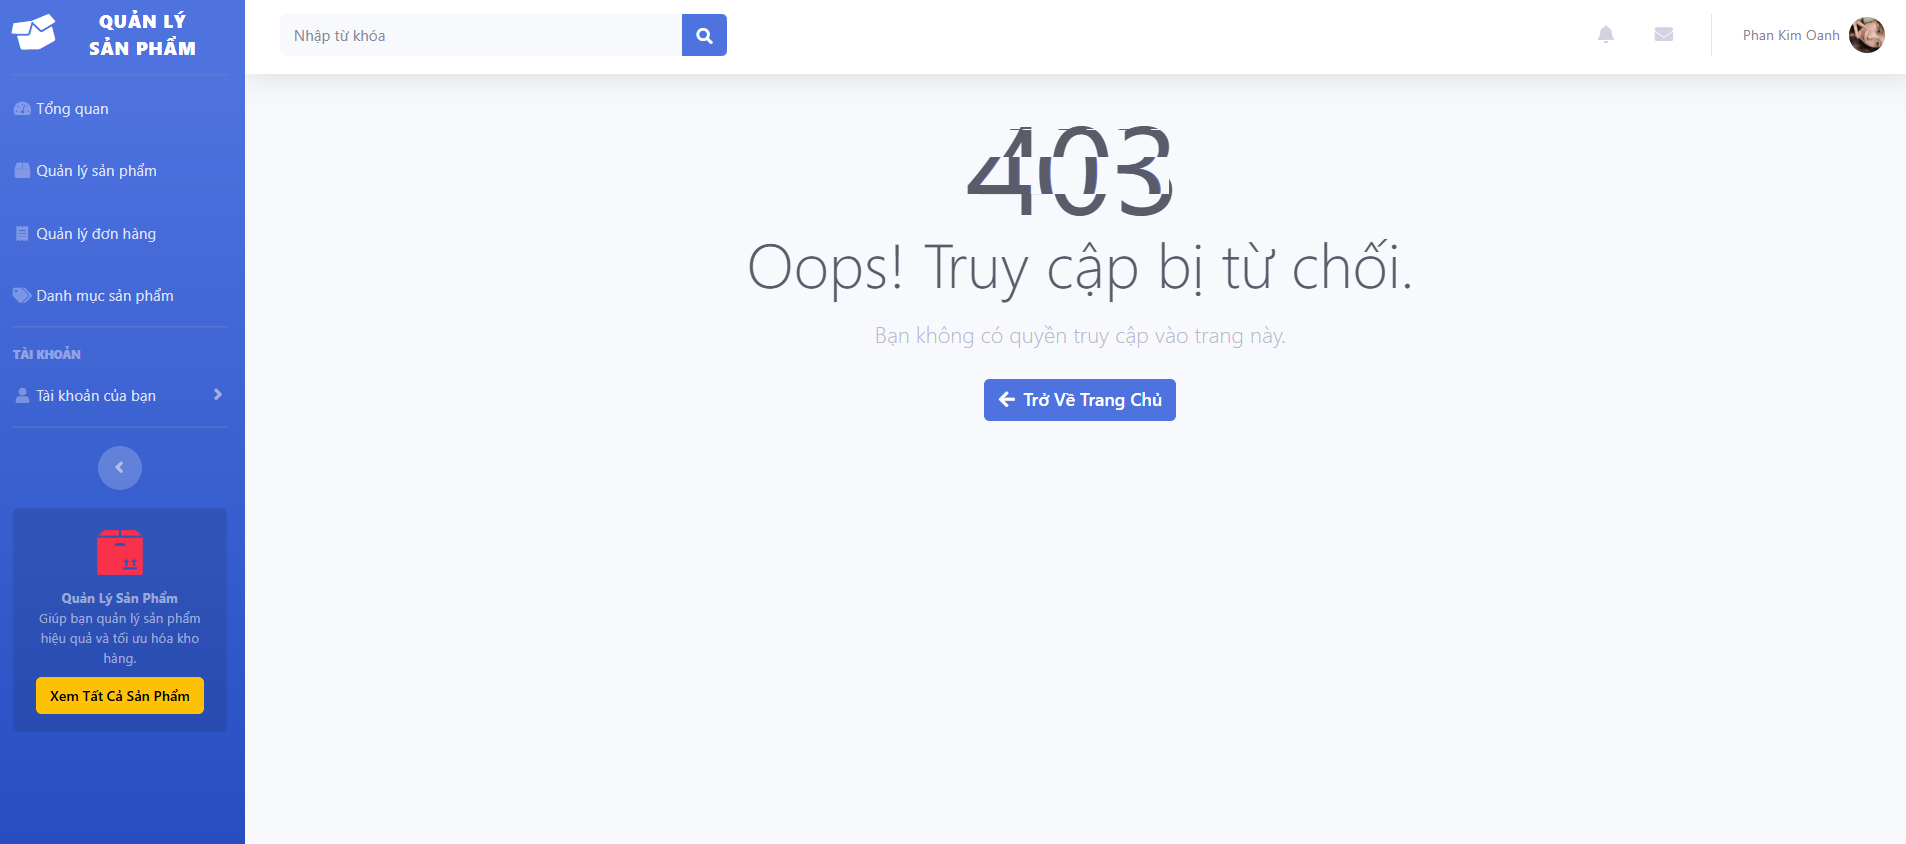 QUẢN LÝ
SẢN PHẨM
Tổng quan
Quản lý sản phẩm
Quản lý đơn hàng
Danh mục sản phẩm
TÀI KHOẢN
Tài khoản của bạn
Quản Lý Sản Phẩm
Giúp bạn quản lý sản phẩm
hiệu quả và tối ưu hóa kho
hàng.
Xem Tất Cả Sản Phẩm
Nhập từ khóa
Phan Kim Oanh
403
Oops! Truy cập bị từ chối.
Bạn không có quyền truy cập vào trang này.
Trở Về Trang Chủ